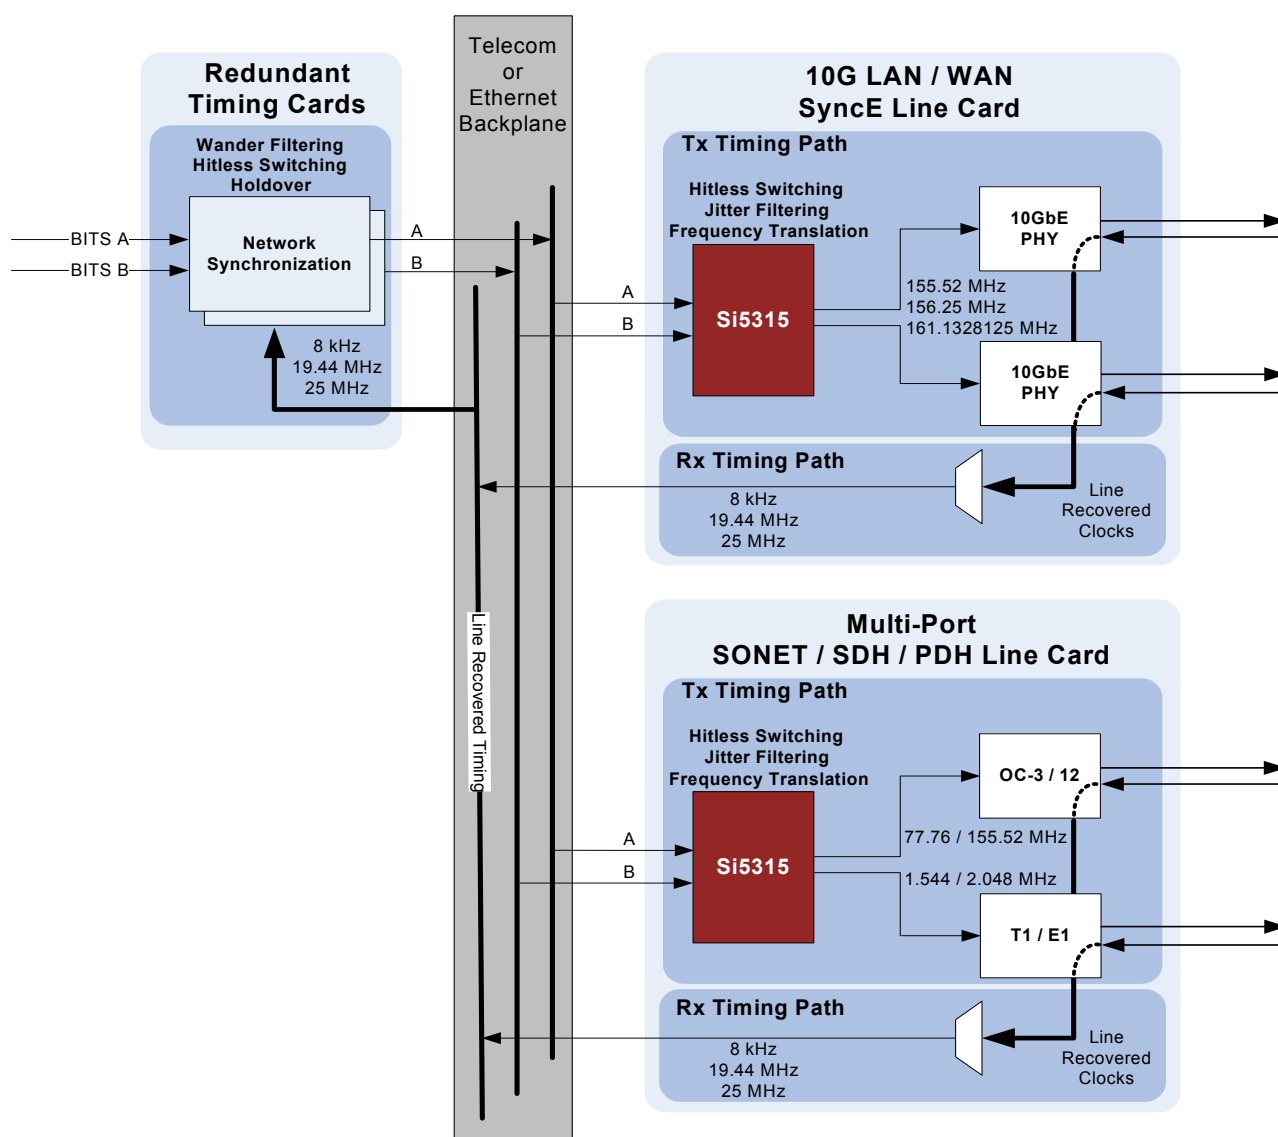 Redundant
Timing Cards
Wander Filtering
Hitless Switching
Holdover
BITS A
BITS B
Network
Synchronization
A
B
8 kHz
19.44 MHz
25 MHz
Telecom
or
Ethernet
Backplane
Line Recovered Timing
10G LAN / WAN
SyncE Line Card
Tx Timing Path
Hitless Switching
Jitter Filtering
Frequency Translation
A
B
Si5315
155.52 MHz
156.25 MHz
161.1328125 MHz
10GbE
PHY
10GbE
PHY
Rx Timing Path
8 kHz
19.44 MHz
25 MHz
Line
Recovered
Clocks
Multi-Port
SONET / SDH / PDH Line Card
Tx Timing Path
Hitless Switching
Jitter Filtering
Frequency Translation
A
B
Si5315
77.76 / 155.52 MHz
1.544 / 2.048 MHz
OC-3 / 12
T1 / E1
Rx Timing Path
8 kHz
19.44 MHz
25 MHz
Line
Recovered
Clocks